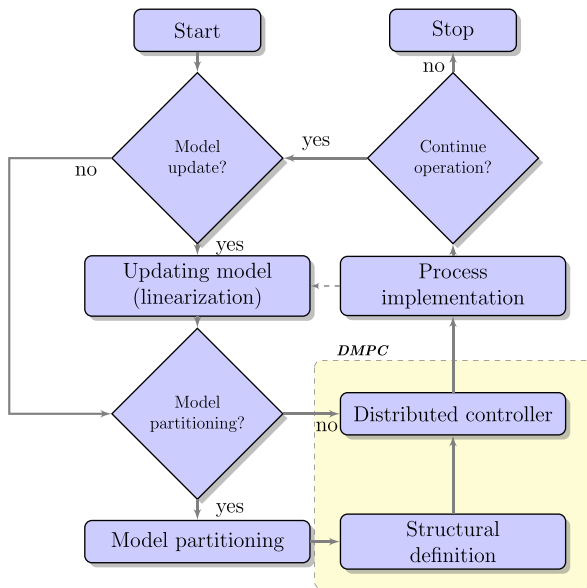 Start
Stop
no
Model
update?
yes
Continue
operation?
no
yes
Updating model
(linearization)
Process
implementation
DMPC
Model
partitioning?
no
Distributed controller
yes
Model partitioning
Structural
definition